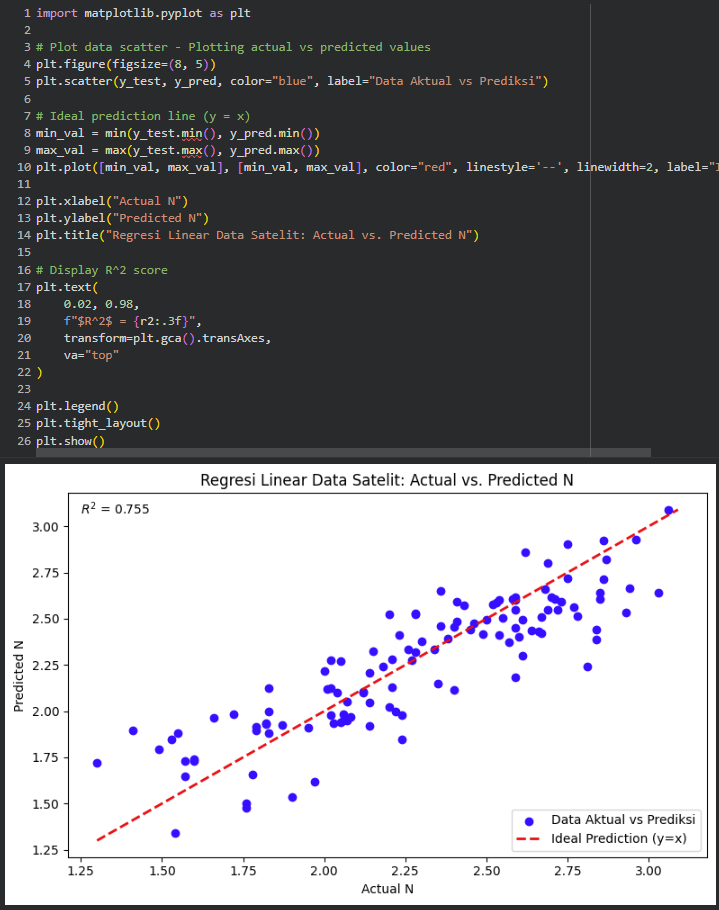 1 import matplotlib.pyplot as plt
2
3 # Plot data scatter - Plotting actual vs predicted values
4 plt.figure(figsize=(8, 5))
5 plt.scatter(y_test, y_pred, color="blue", label="Data Aktual vs Prediksi")
6
7 # Ideal prediction line (y = x)
8 min_val = min(y_test.min(), y_pred.min())
9 max_val = max(y_test.max(), y_pred.max())
10 plt.plot([min_val, max_val], [min_val, max_val], color="red", linestyle='--', linewidth=2, label="
11
12 plt.xlabel("Actual N")
13 plt.ylabel("Predicted N")
14 plt.title("Regresi Linear Data Satelit: Actual vs. Predicted N")
15
16 # Display R^2 score
17 plt.text(
18     0.02, 0.98,
19     f"$R^2$ = {r2:.3f}",
20     transform=plt.gca().transAxes,
21     va="top"
22 )
23
24 plt.legend()
25 plt.tight_layout()
26 plt.show()
Regresi Linear Data Satelit: Actual vs. Predicted N
R² = 0.755
3.00
2.75
2.50
2.25
2.00
1.75
1.50
1.25
Predicted N
Data Aktual vs Prediksi
Ideal Prediction (y=x)
1.25 1.50 1.75 2.00 2.25 2.50 2.75 3.00
Actual N